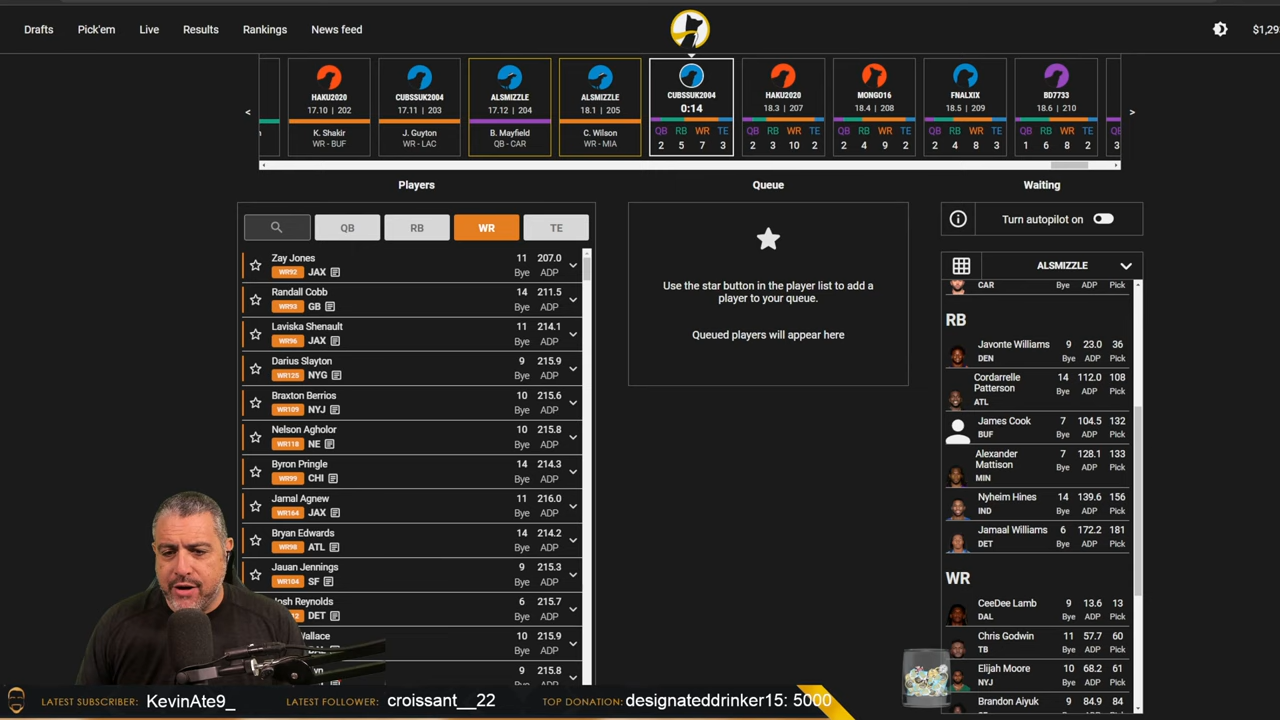 Drafts Pick'em Live Results Rankings News feed
$1,29
<
HAKU2020
17.10 | 202
K. Shakir
WR - BUF
CUBSSUK2004
17.11 | 203
J. Guyton
WR - LAC
ALSMIZZLE
17.12 | 204
B. Mayfield
QB - CAR
ALSMIZZLE
18.1 | 205
C. Wilson
WR - MIA
CUBSSUK2004
0:14
QB RB WR TE
2 5 7 3
HAKU2020
18.3 | 207
QB RB WR TE
2 3 10 2
MONGO16
18.4 | 208
QB RB WR TE
2 4 9 2
FNALXIX
18.5 | 209
QB RB WR TE
2 4 8 3
BD7733
18.6 | 210
QB RB WR TE
1 6 8 2
>
Players
QB RB WR TE
Zay Jones 11 207.0
WR92 JAX Bye ADP
Randall Cobb 14 211.5
WR93 GB Bye ADP
Laviska Shenault 11 214.1
WR96 JAX Bye ADP
Darius Slayton 9 215.9
WR125 NYG Bye ADP
Braxton Berrios 10 215.6
WR109 NYJ Bye ADP
Nelson Agholor 10 215.8
WR118 NE Bye ADP
Byron Pringle 14 214.3
WR99 CHI Bye ADP
Jamal Agnew 11 216.0
WR164 JAX Bye ADP
Bryan Edwards 14 214.2
WR98 ATL Bye ADP
Jauan Jennings 9 215.3
WR104 SF Bye ADP
osh Reynolds 6 215.7
DET Bye ADP
Wallace 10 215.9
Bye ADP
9 215.8
Queue
Use the star button in the player list to add a
player to your queue.
Queued players will appear here
Waiting
Turn autopilot on
ALSMIZZLE
CAR Bye ADP Pick
RB
Javonte Williams 9 23.0 36
DEN Bye ADP Pick
Cordarrelle
Patterson 14 112.0 108
ATL Bye ADP Pick
James Cook 7 104.5 132
BUF Bye ADP Pick
Alexander
Mattison 7 128.1 133
MIN Bye ADP Pick
Nyheim Hines 14 139.6 156
IND Bye ADP Pick
Jamaal Williams 6 172.2 181
DET Bye ADP Pick
WR
CeeDee Lamb 9 13.6 13
DAL Bye ADP Pick
Chris Godwin 11 57.7 60
TB Bye ADP Pick
Elijah Moore 10 68.2 61
NYJ Bye ADP Pick
Brandon Aiyuk 9 84.9 84
Bye ADP Pick
LATEST SUBSCRIBER: KevinAte9_ LATEST FOLLOWER: croissant__22 TOP DONATION: designateddrinker15: 5000